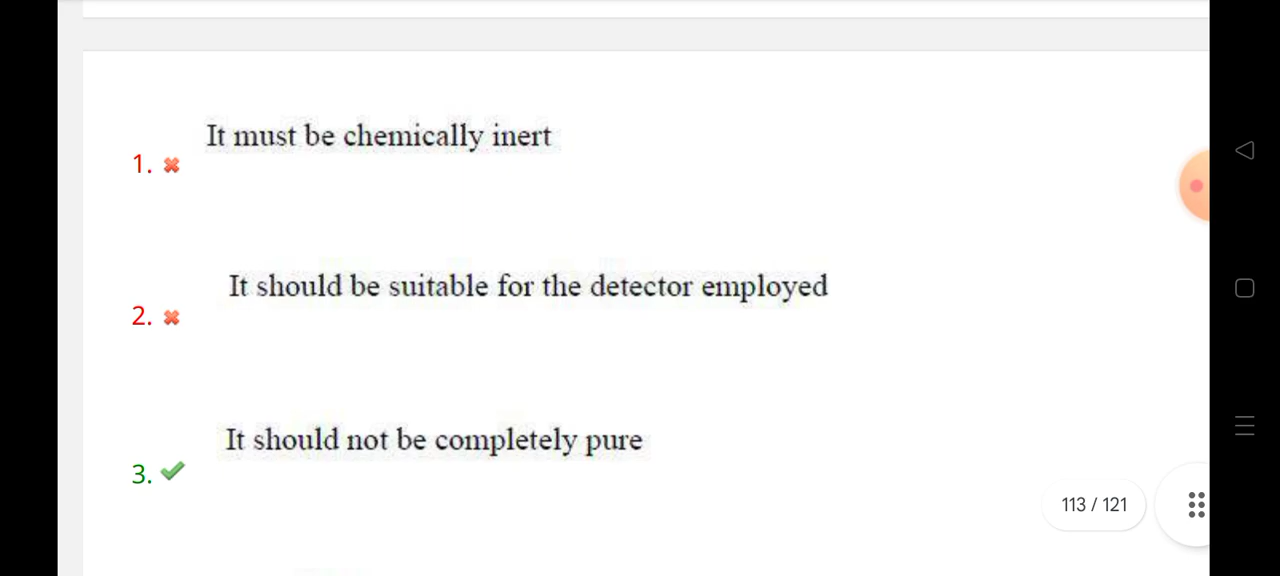 It must be chemically inert
1.
It should be suitable for the detector employed
2.
It should not be completely pure
3.
113 / 121